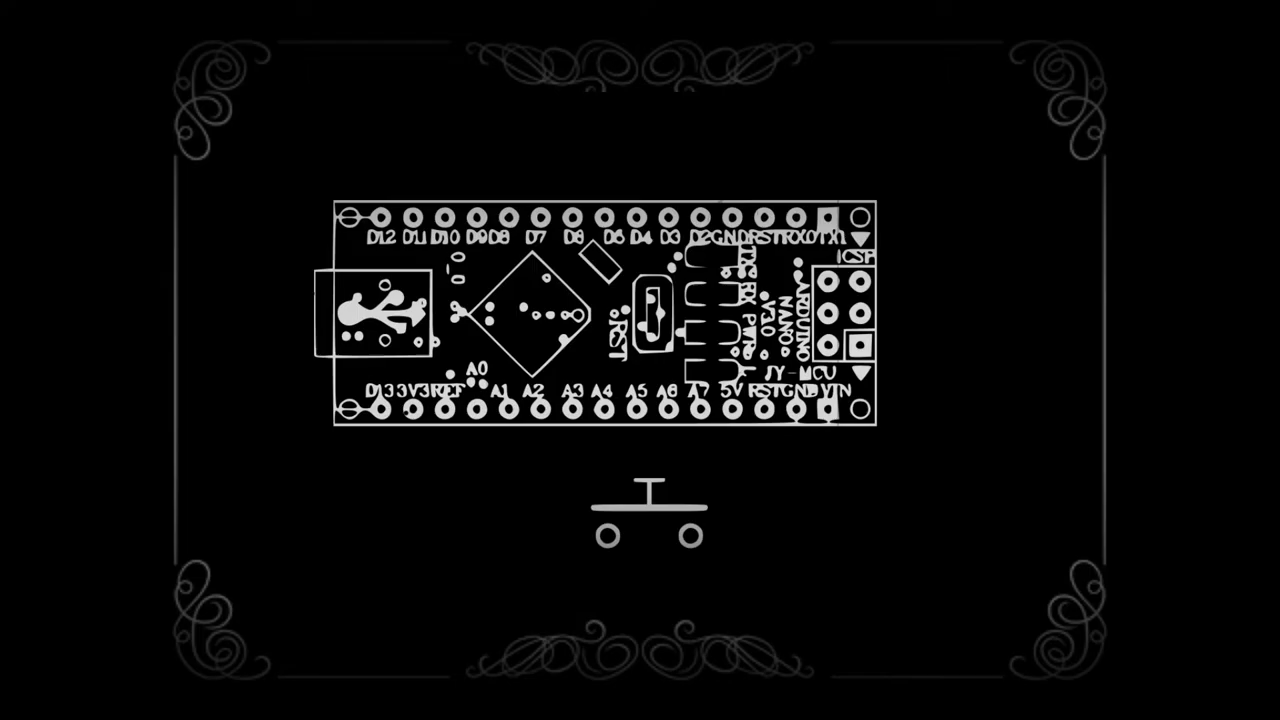 D12 D11 D10 D9 D8 D7 D6 D5 D4 D3 D2 GND RST RX0 TX1
ICSP
TX
RX
PWR
L
RST
V3.0
NANO
ARDUINO
A0
JY-MCU
D13 3V3 REF A1 A2 A3 A4 A5 A6 A7 5V RST GND VIN